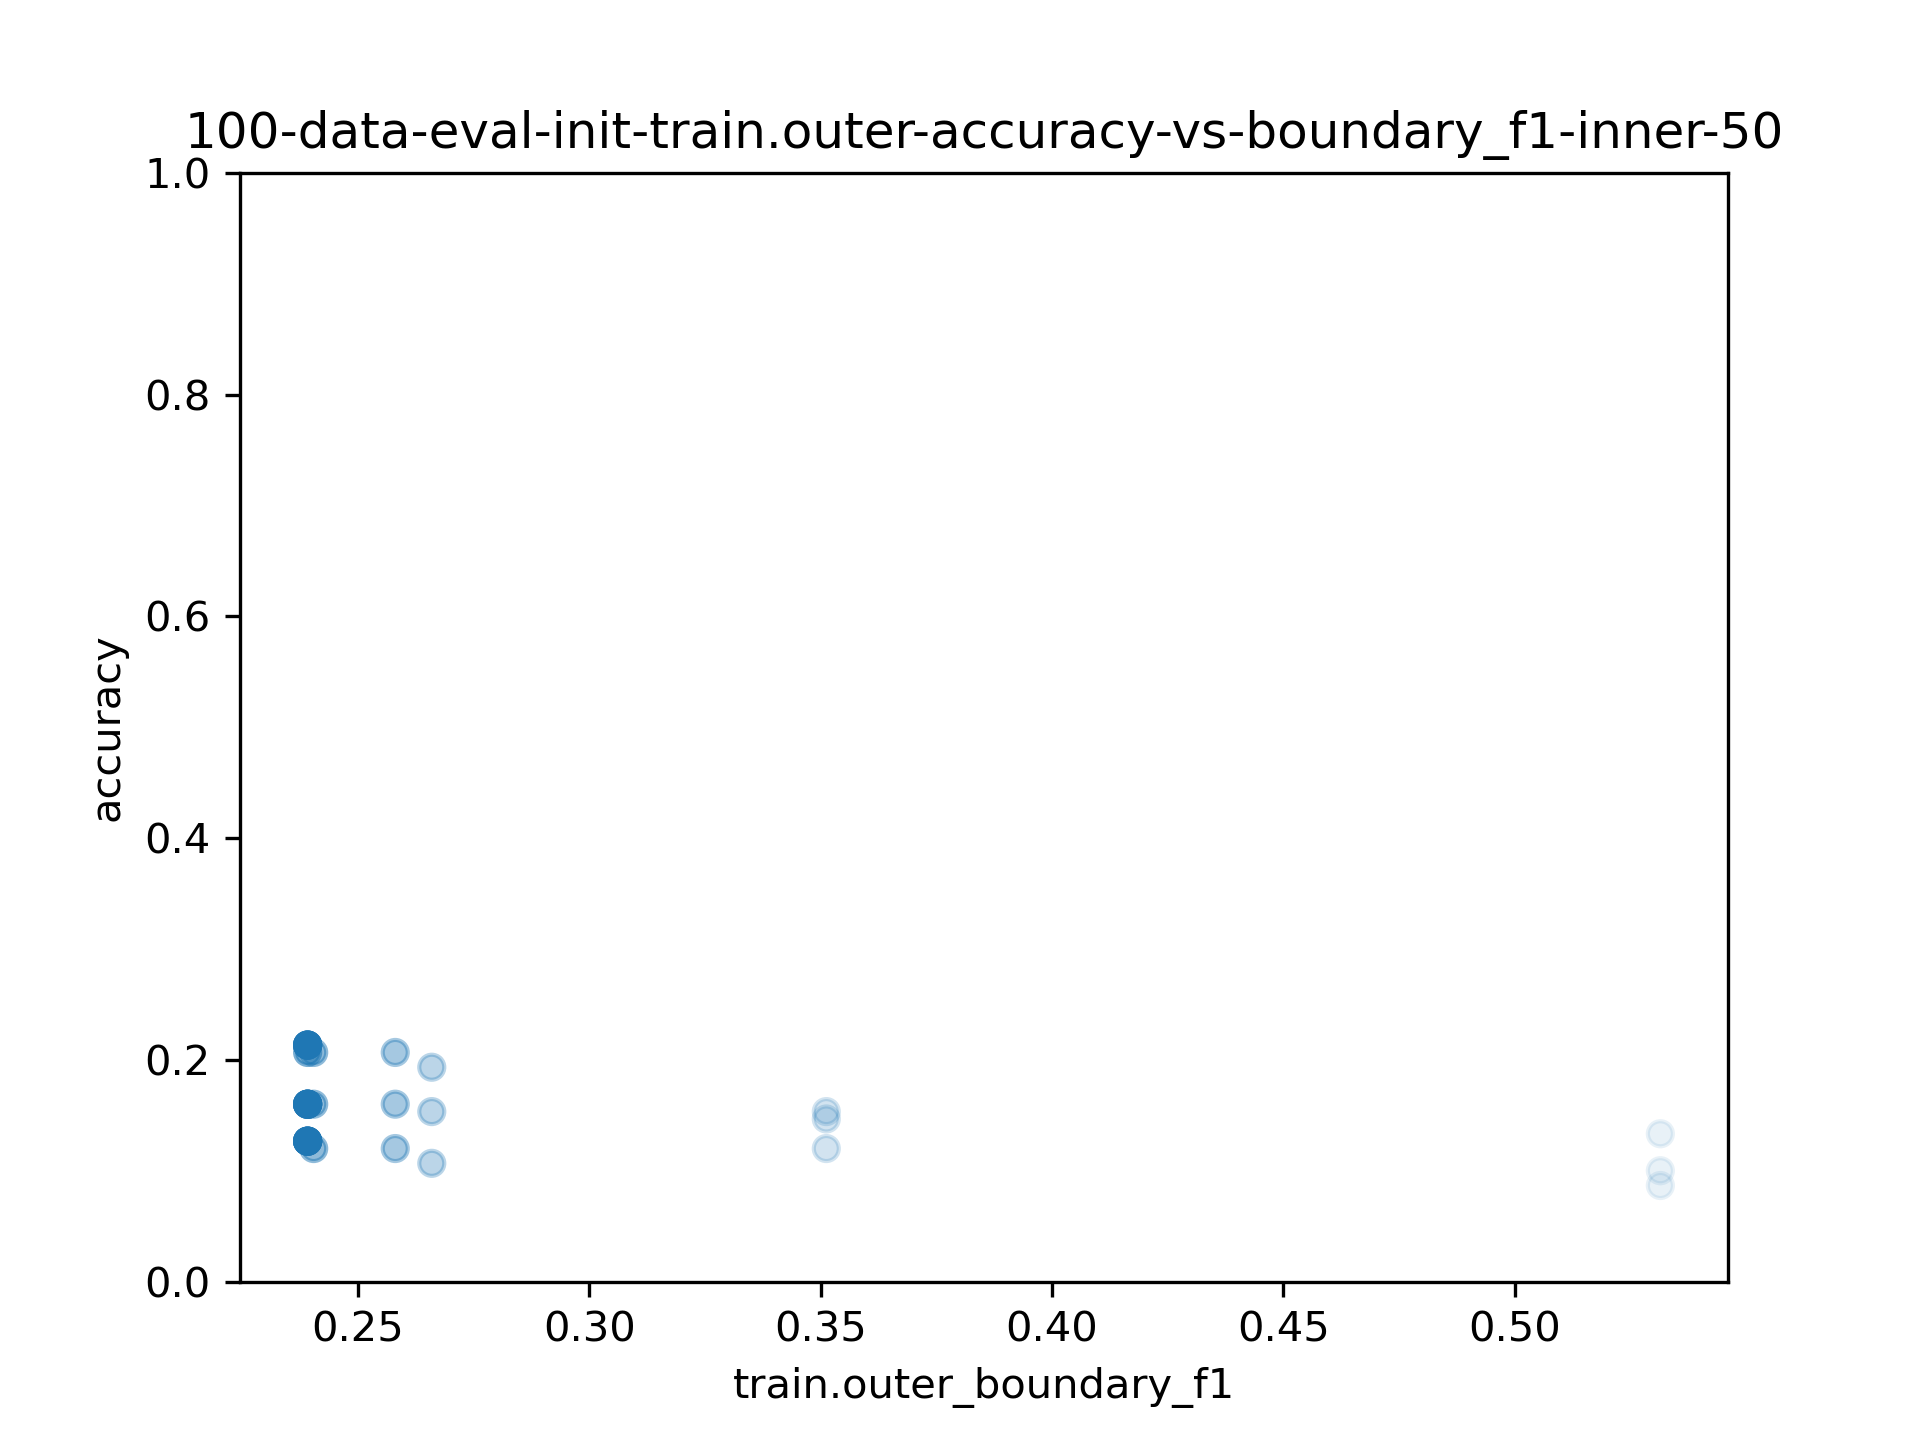 100-data-eval-init-train.outer-accuracy-vs-boundary_f1-inner-50
1.0
0.8
0.6
0.4
0.2
0.0
accuracy
0.25 0.30 0.35 0.40 0.45 0.50
train.outer_boundary_f1